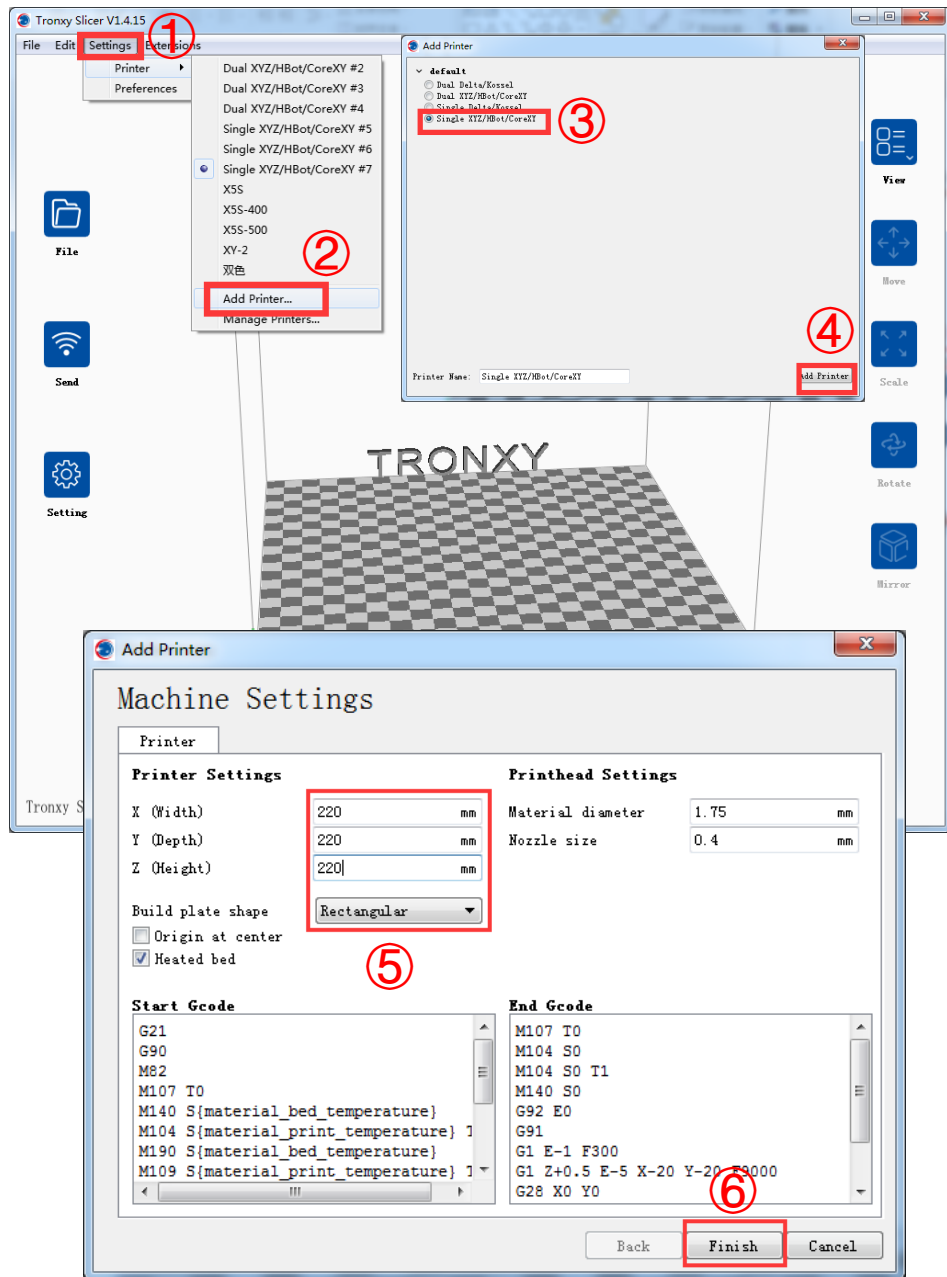 Tronxy Slicer V1.4.15
①
File Edit Settings Extensions
Printer
Preferences
Dual XYZ/HBot/CoreXY #2
Dual XYZ/HBot/CoreXY #3
Dual XYZ/HBot/CoreXY #4
Single XYZ/HBot/CoreXY #5
Single XYZ/HBot/CoreXY #6
Single XYZ/HBot/CoreXY #7
X5S
X5S-400
X5S-500
XY-2
双色
②
Add Printer...
Manage Printers...
Add Printer
default
Dual Delta/Kossel
Dual XYZ/HBot/CoreXY
Single Delta/Kossel
Single XYZ/HBot/CoreXY
③
④
Printer Name: Single XYZ/HBot/CoreXY
Add Printer
File
Send
Setting
View
Move
Scale
Rotate
Mirror
TRONXY
Tronxy S
Add Printer
Machine Settings
Printer
Printer Settings
X (Width) 220 mm
Y (Depth) 220 mm
Z (Height) 220 mm
Build plate shape Rectangular
Origin at center
Heated bed
⑤
Printhead Settings
Material diameter 1.75 mm
Nozzle size 0.4 mm
Start Gcode
G21
G90
M82
M107 T0
M140 S{material_bed_temperature}
M104 S{material_print_temperature}
M190 S{material_bed_temperature}
M109 S{material_print_temperature}
End Gcode
M107 T0
M104 S0
M104 S0 T1
M140 S0
G92 E0
G91
G1 E-1 F300
G1 Z+0.5 E-5 X-20 Y-20 F9000
G28 X0 Y0
⑥
Back Finish Cancel